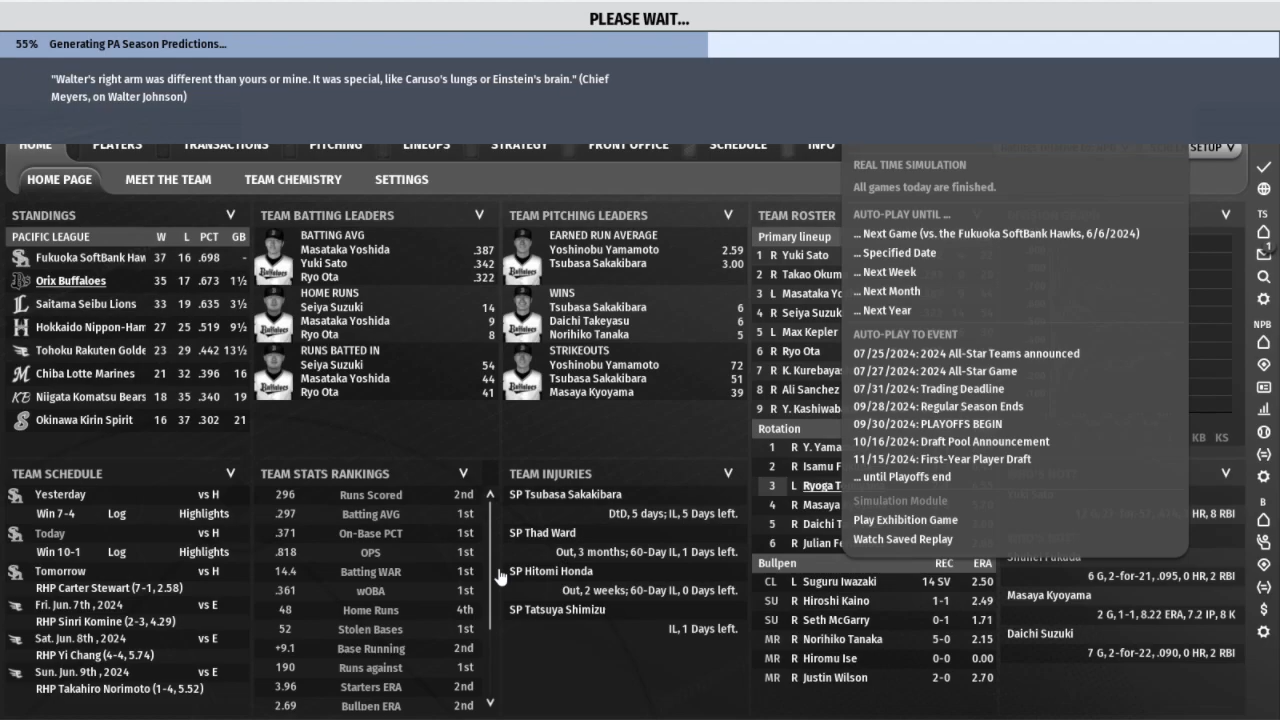 PLEASE WAIT...
55% Generating PA Season Predictions...
"Walter's right arm was different than yours or mine. It was special, like Caruso's lungs or Einstein's brain." (Chief
Meyers, on Walter Johnson)
HOME PLAYERS TRANSACTIONS PITCHING LINEUPS STRATEGY FRONT OFFICE SCHEDULE INFO
SETUP
HOME PAGE MEET THE TEAM TEAM CHEMISTRY SETTINGS
STANDINGS
PACIFIC LEAGUE W L PCT GB
Fukuoka SoftBank Haw 37 16 .698 -
Orix Buffaloes 35 17 .673 1½
Saitama Seibu Lions 33 19 .635 3½
Hokkaido Nippon-Ham 27 25 .519 9½
Tohoku Rakuten Golde 23 29 .442 13½
Chiba Lotte Marines 21 32 .396 16
Niigata Komatsu Bears 18 35 .340 19
Okinawa Kirin Spirit 16 37 .302 21
TEAM BATTING LEADERS
BATTING AVG
Masataka Yoshida .387
Yuki Sato .342
Ryo Ota .322
HOME RUNS
Seiya Suzuki 14
Masataka Yoshida 9
Ryo Ota 8
RUNS BATTED IN
Seiya Suzuki 54
Masataka Yoshida 44
Ryo Ota 41
TEAM PITCHING LEADERS
EARNED RUN AVERAGE
Yoshinobu Yamamoto 2.59
Tsubasa Sakakibara 3.00
WINS
Tsubasa Sakakibara 6
Daichi Takeyasu 6
Norihiko Tanaka 5
STRIKEOUTS
Yoshinobu Yamamoto 72
Tsubasa Sakakibara 51
Masaya Kyoyama 39
TEAM ROSTER
Primary lineup
1 R Yuki Sato
2 R Takao Okum
3 L Masataka Yo
4 R Seiya Suzuk
5 L Max Kepler
6 R Ryo Ota
7 R K. Kurebayas
8 R Ali Sanchez
9 R Y. Kashiwab
Rotation
1 R Y. Yama
2 R Isamu F
3 L Ryoga T
4 R Masaya
5 R Daichi T
6 R Julian Fe
Bullpen REC ERA
CL L Suguru Iwazaki 14 SV 2.50
SU R Hiroshi Kaino 1-1 2.49
SU R Seth McGarry 0-1 1.71
MR R Norihiko Tanaka 5-0 2.15
MR R Hiromu Ise 0-0 0.00
MR R Justin Wilson 2-0 2.70
REAL TIME SIMULATION
All games today are finished.
AUTO-PLAY UNTIL ...
... Next Game (vs. the Fukuoka SoftBank Hawks, 6/6/2024)
... Specified Date
... Next Week
... Next Month
... Next Year
AUTO-PLAY TO EVENT
07/25/2024: 2024 All-Star Teams announced
07/27/2024: 2024 All-Star Game
07/31/2024: Trading Deadline
09/28/2024: Regular Season Ends
09/30/2024: PLAYOFFS BEGIN
10/16/2024: Draft Pool Announcement
11/15/2024: First-Year Player Draft
... until Playoffs end
Simulation Module
Play Exhibition Game
Watch Saved Replay
KB KS
HR, 8 RBI
6 G, 2-for-21, .095, 0 HR, 2 RBI
Masaya Kyoyama
2 G, 1-1, 8.22 ERA, 7.2 IP, 8 K
Daichi Suzuki
7 G, 2-for-22, .090, 0 HR, 2 RBI
TEAM SCHEDULE
Yesterday vs H
Win 7-4 Log Highlights
Today vs H
Win 10-1 Log Highlights
Tomorrow vs H
RHP Carter Stewart (7-1, 2.58)
Fri. Jun. 7th , 2024 vs E
RHP Sinri Komine (2-3, 4.29)
Sat. Jun. 8th , 2024 vs E
RHP Yi Chang (4-4, 5.74)
Sun. Jun. 9th , 2024 vs E
RHP Takahiro Norimoto (1-4, 5.52)
TEAM STATS RANKINGS
296 Runs Scored 2nd
.297 Batting AVG 1st
.371 On-Base PCT 1st
.818 OPS 1st
14.4 Batting WAR 1st
.361 wOBA 1st
48 Home Runs 4th
52 Stolen Bases 1st
+9.1 Base Running 2nd
190 Runs against 1st
3.96 Starters ERA 2nd
2.69 Bullpen ERA 2nd
TEAM INJURIES
SP Tsubasa Sakakibara
DtD, 5 days; IL, 5 Days left.
SP Thad Ward
Out, 3 months; 60-Day IL, 1 Days left.
SP Hitomi Honda
Out, 2 weeks; 60-Day IL, 0 Days left.
SP Tatsuya Shimizu
IL, 1 Days left.
TS
1
NPB
B